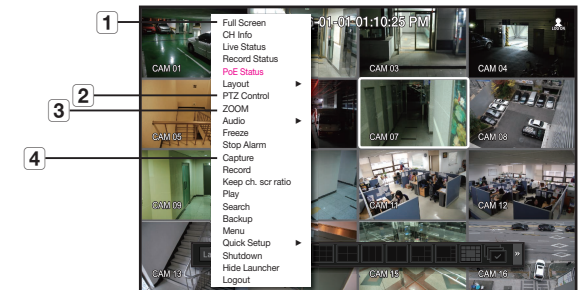 1
Full Screen
-01-01 01:10:25 PM
CH Info
Live Status
Record Status
PoE Status
Layout
2
PTZ Control
3
ZOOM
Audio
Freeze
Stop Alarm
4
Capture
Record
Keep ch. scr ratio
Play
Search
Backup
Menu
Quick Setup
Shutdown
Hide Launcher
Logout
CAM 01
CAM 03
CAM 04
CAM 05
CAM 07
CAM 08
CAM 09
CAM 11
CAM 12
CAM 13
CAM 15
CAM 16